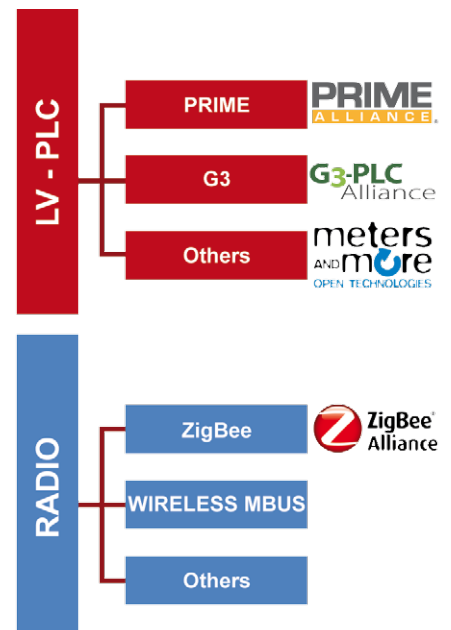 LV - PLC
PRIME
PRIME
ALLIANCE®
G3
G3-PLC
Alliance
Others
meters
AND more
OPEN TECHNOLOGIES
RADIO
ZigBee
ZigBee®
Alliance
WIRELESS MBUS
Others